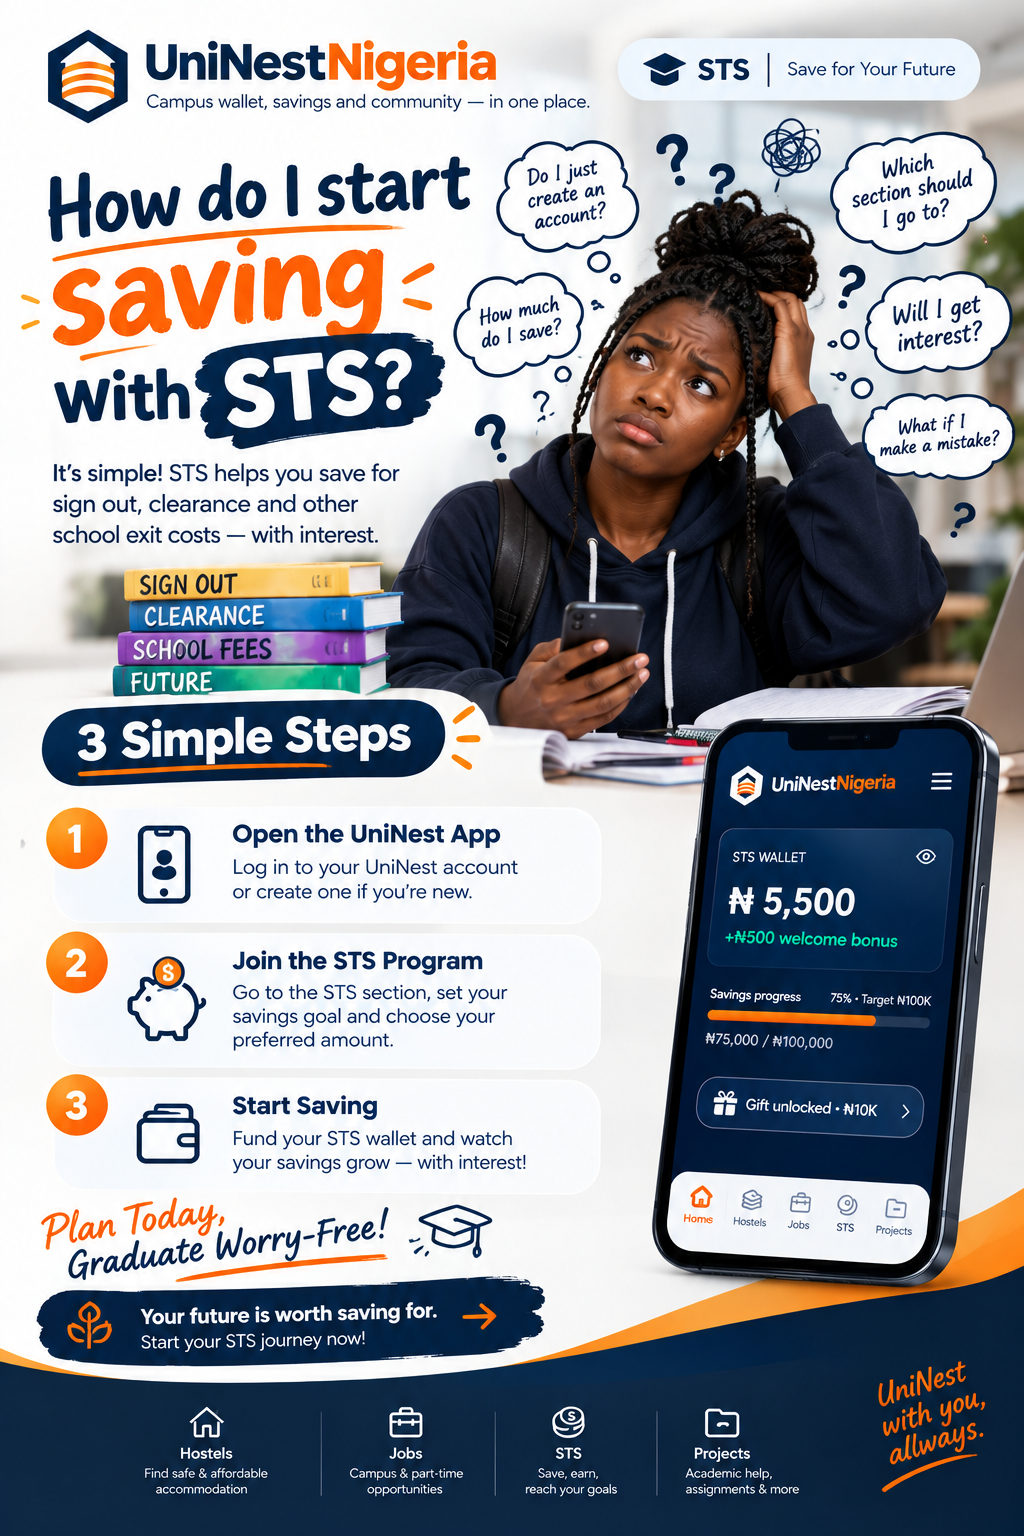 UniNestNigeria
Campus wallet, savings and community — in one place.
STS | Save for Your Future
How do I start
saving
with STS?
It's simple! STS helps you save for
sign out, clearance and other
school exit costs — with interest.
Do I just
create an
account?
Which
section should
I go to?
How much
do I save?
Will I get
interest?
What if I
make a mistake?
? ? ? ? ? ?
SIGN OUT
CLEARANCE
SCHOOL FEES
FUTURE
3 Simple Steps
1
Open the UniNest App
Log in to your UniNest account
or create one if you're new.
2
$
Join the STS Program
Go to the STS section, set your
savings goal and choose your
preferred amount.
3
Start Saving
Fund your STS wallet and watch
your savings grow — with interest!
UniNestNigeria
STS WALLET
₦ 5,500
+₦500 welcome bonus
Savings progress 75% • Target ₦100K
₦75,000 / ₦100,000
Gift unlocked • ₦10K
Home Hostels Jobs STS Projects
Plan Today,
Graduate Worry-Free!
Your future is worth saving for.
Start your STS journey now!
Hostels
Find safe & affordable
accommodation
Jobs
Campus & part-time
opportunities
S
STS
Save, earn,
reach your goals
Projects
Academic help,
assignments & more
UniNest
with you,
allways.